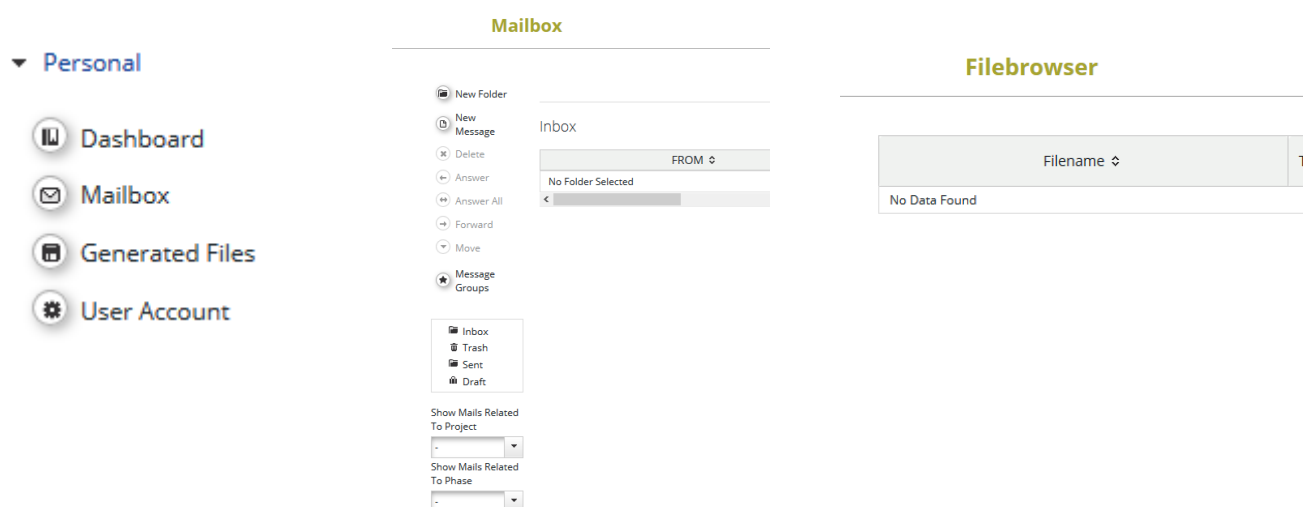 Personal
Dashboard
Mailbox
Generated Files
User Account
Mailbox
New Folder
New
Message
Delete
Answer
Answer All
Forward
Move
Message
Groups
Inbox
FROM
No Folder Selected
Inbox
Trash
Sent
Draft
Show Mails Related
To Project
-
Show Mails Related
To Phase
-
Filebrowser
Filename
T
No Data Found